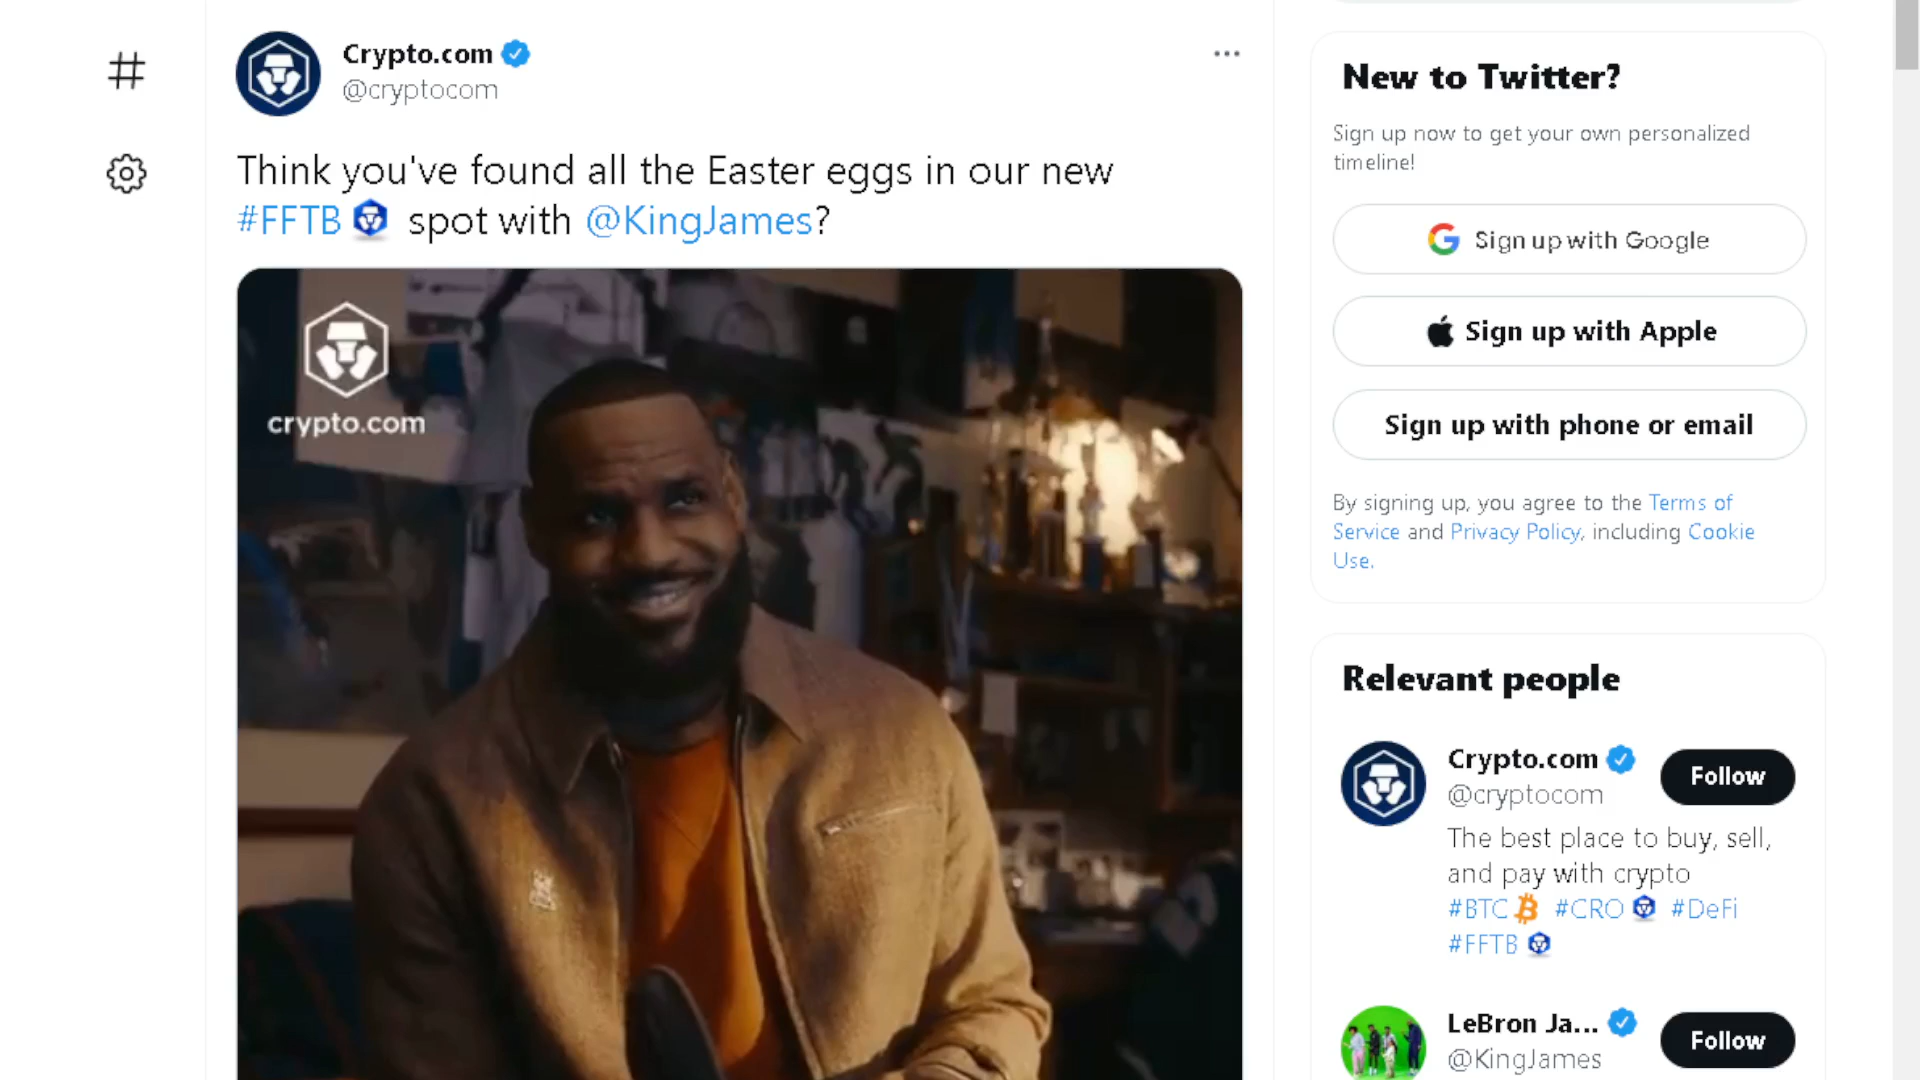 Crypto.com
@cryptocom
Think you've found all the Easter eggs in our new
#FFTB spot with @KingJames?
crypto.com
New to Twitter?
Sign up now to get your own personalized
timeline!
Sign up with Google
Sign up with Apple
Sign up with phone or email
By signing up, you agree to the Terms of
Service and Privacy Policy, including Cookie
Use.
Relevant people
Crypto.com
@cryptocom
Follow
The best place to buy, sell,
and pay with crypto
#BTC #CRO #DeFi
#FFTB
LeBron Ja...
@KingJames
Follow